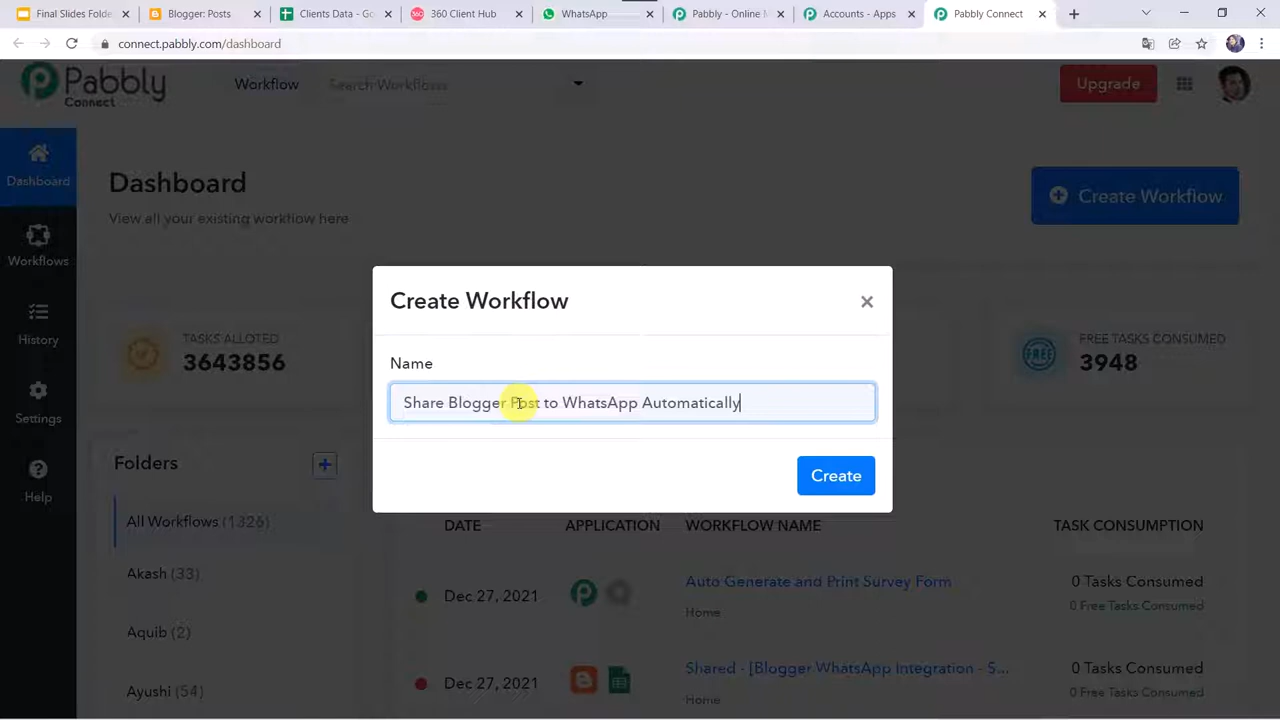 Final Slides Folde
Blogger: Posts
Clients Data - Go
360 Client Hub
WhatsApp
Pabbly - Online M
Accounts - Apps
Pabbly Connect
connect.pabbly.com/dashboard
Pabbly
Connect
Workflow
Search Workflows
Upgrade
Dashboard
Workflows
History
Settings
Help
Dashboard
View all your existing workflow here
Create Workflow
TASKS ALLOTED
3643856
FREE TASKS CONSUMED
3948
Create Workflow
Name
Share Blogger Post to WhatsApp Automatically
Create
Folders
All Workflows (1326)
Akash (33)
Aquib (2)
Ayushi (54)
DATE APPLICATION WORKFLOW NAME TASK CONSUMPTION
Dec 27, 2021 Auto Generate and Print Survey Form 0 Tasks Consumed
Home 0 Free Tasks Consumed
Dec 27, 2021 Shared - [Blogger WhatsApp Integration - S... 0 Tasks Consumed
Home 0 Free Tasks Consumed